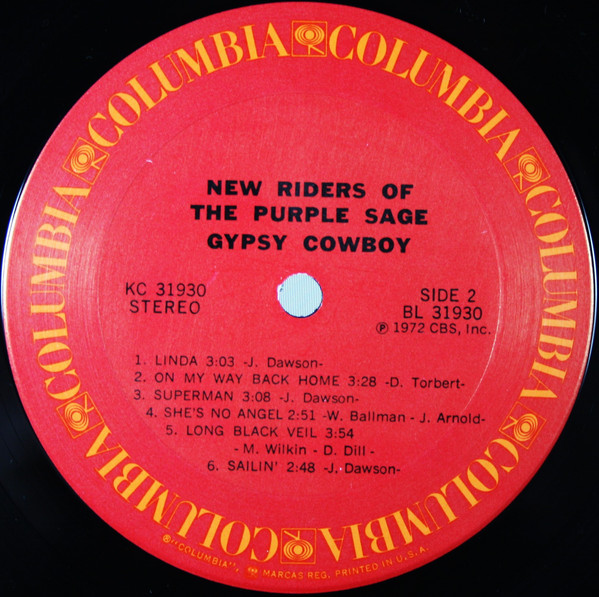 COLUMBIA COLUMBIA COLUMBIA COLUMBIA COLUMBIA COLUMBIA
NEW RIDERS OF
THE PURPLE SAGE
GYPSY COWBOY
KC 31930
STEREO
SIDE 2
BL 31930
Ⓟ 1972 CBS, Inc.
1. LINDA 3:03 -J. Dawson-
2. ON MY WAY BACK HOME 3:28 -D. Torbert-
3. SUPERMAN 3:08 -J. Dawson-
4. SHE'S NO ANGEL 2:51 -W. Ballman - J. Arnold-
5. LONG BLACK VEIL 3:54
- M. Wilkin - D. Dill -
6. SAILIN' 2:48 -J. Dawson-
®"COLUMBIA", MARCAS REG. PRINTED IN U.S.A.